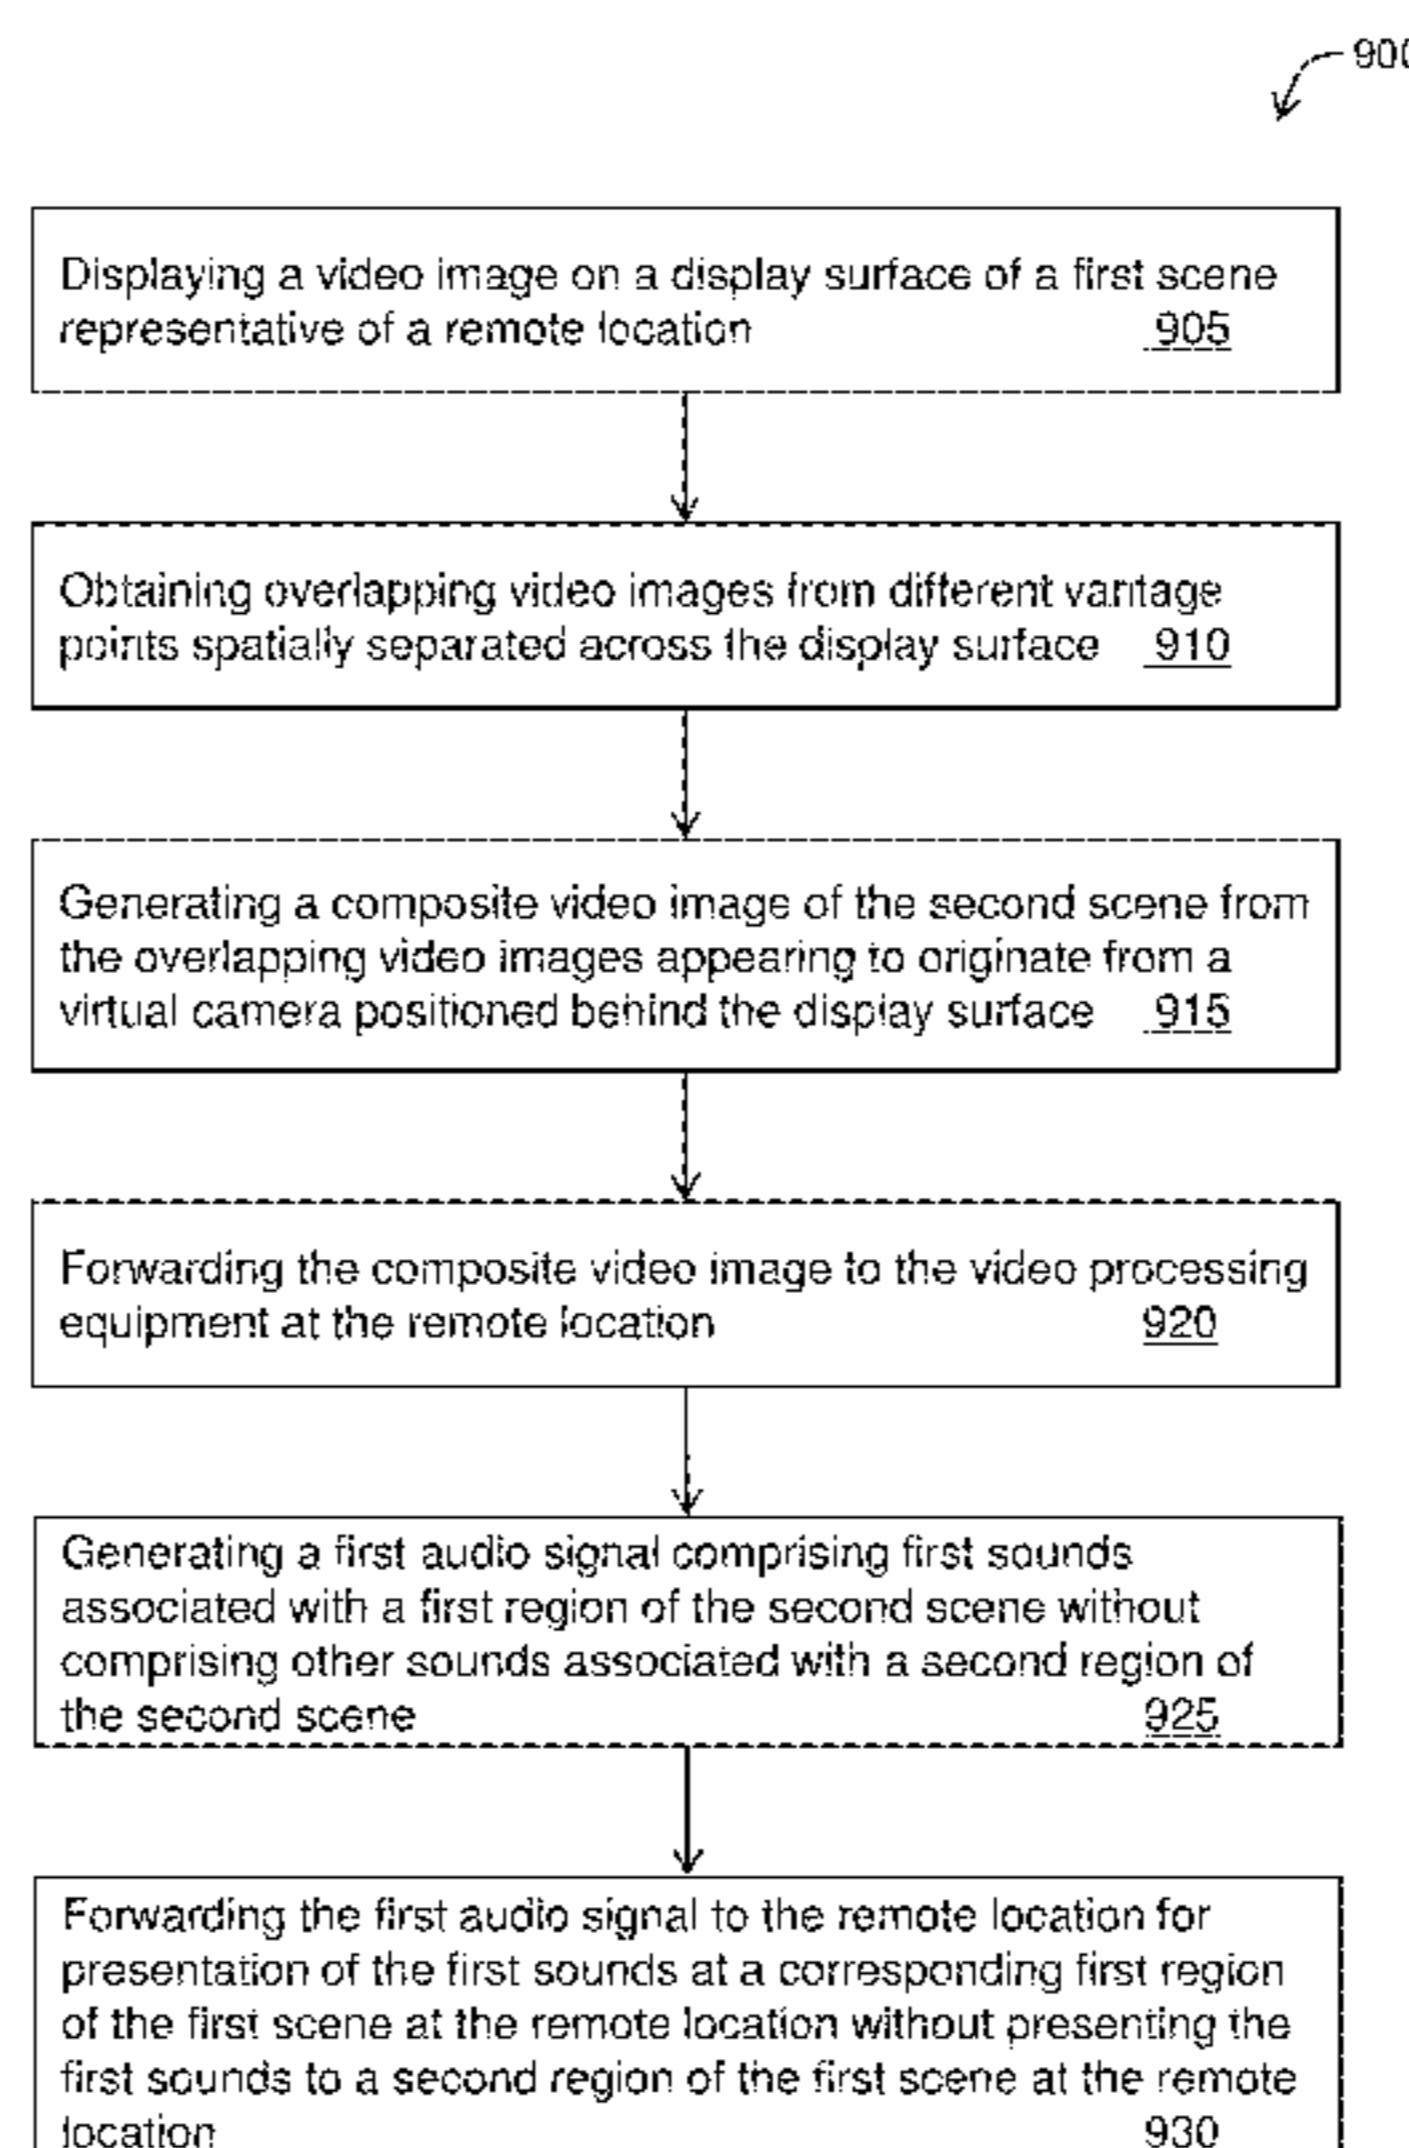 900
Displaying a video image on a display surface of a first scene
representative of a remote location 905
Obtaining overlapping video images from different vantage
points spatially separated across the display surface 910
Generating a composite video image of the second scene from
the overlapping video images appearing to originate from a
virtual camera positioned behind the display surface 915
Forwarding the composite video image to the video processing
equipment at the remote location 920
Generating a first audio signal comprising first sounds
associated with a first region of the second scene without
comprising other sounds associated with a second region of
the second scene 925
Forwarding the first audio signal to the remote location for
presentation of the first sounds at a corresponding first region
of the first scene at the remote location without presenting the
first sounds to a second region of the first scene at the remote
location 930